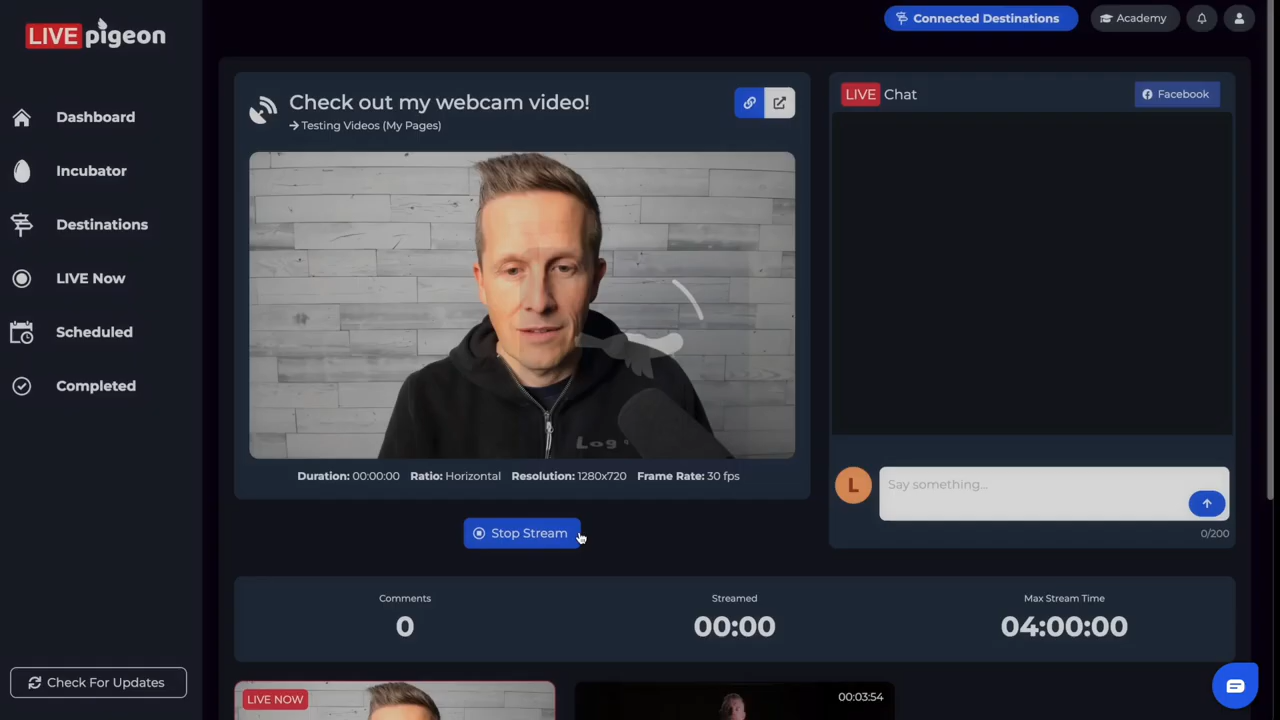 LIVE pigeon
Connected Destinations
Academy
Dashboard
Incubator
Destinations
LIVE Now
Scheduled
Completed
Check For Updates
Check out my webcam video!
Testing Videos (My Pages)
Duration: 00:00:00 Ratio: Horizontal Resolution: 1280x720 Frame Rate: 30 fps
Stop Stream
LIVE Chat
Facebook
L
Say something...
0/200
Comments
0
Streamed
00:00
Max Stream Time
04:00:00
LIVE NOW
00:03:54